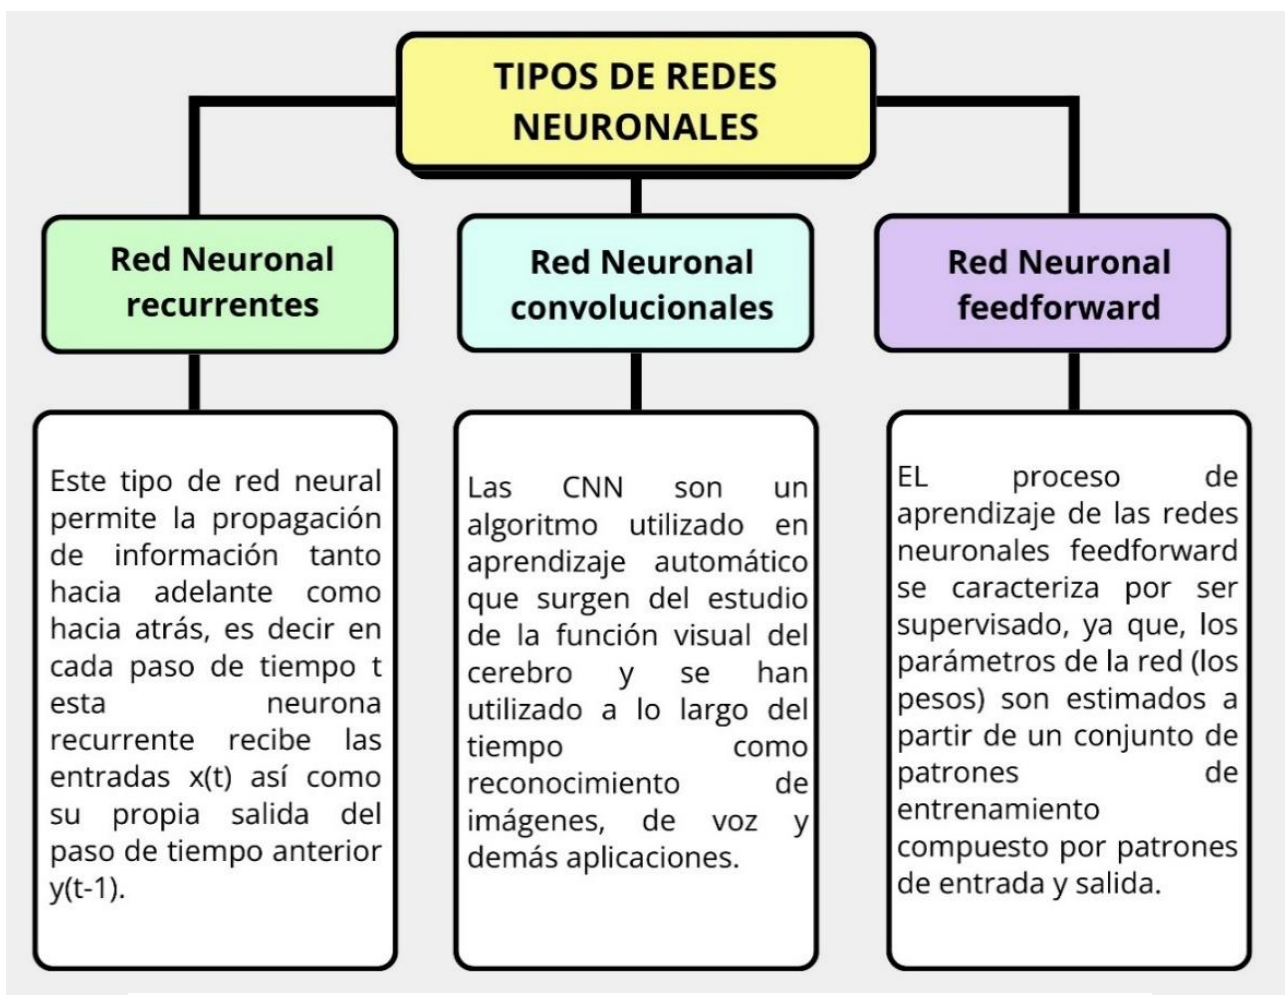 TIPOS DE REDES
NEURONALES
Red Neuronal
recurrentes
Este tipo de red neural
permite la propagación
de información tanto
hacia adelante como
hacia atrás, es decir en
cada paso de tiempo t
esta neurona
recurrente recibe las
entradas x(t) así como
su propia salida del
paso de tiempo anterior
y(t-1).
Red Neuronal
convolucionales
Las CNN son un
algoritmo utilizado en
aprendizaje automático
que surgen del estudio
de la función visual del
cerebro y se han
utilizado a lo largo del
tiempo como
reconocimiento de
imágenes, de voz y
demás aplicaciones.
Red Neuronal
feedforward
EL proceso de
aprendizaje de las redes
neuronales feedforward
se caracteriza por ser
supervisado, ya que, los
parámetros de la red (los
pesos) son estimados a
partir de un conjunto de
patrones de
entrenamiento
compuesto por patrones
de entrada y salida.